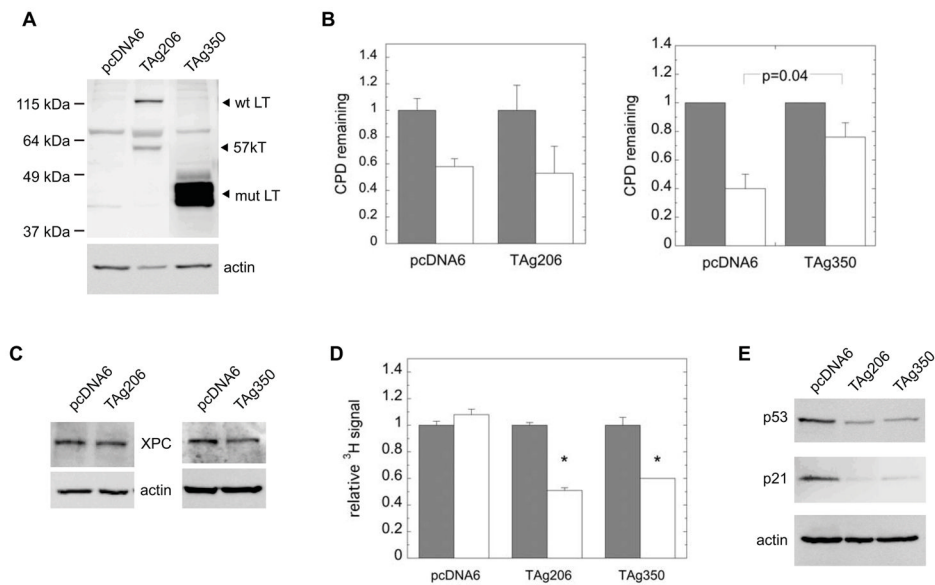 A
pcDNA6
TAg206
TAg350
115 kDa
64 kDa
49 kDa
37 kDa
wt LT
57kT
mut LT
actin
B
CPD remaining
1.4
1.2
1
0.8
0.6
0.4
0.2
0
pcDNA6
TAg206
CPD remaining
1.4
1.2
1
0.8
0.6
0.4
0.2
0
p=0.04
pcDNA6
TAg350
C
pcDNA6
TAg206
pcDNA6
TAg350
XPC
actin
D
relative ³H signal
1.4
1.2
1
0.8
0.6
0.4
0.2
0
*
*
pcDNA6
TAg206
TAg350
E
pcDNA6
TAg206
TAg350
p53
p21
actin